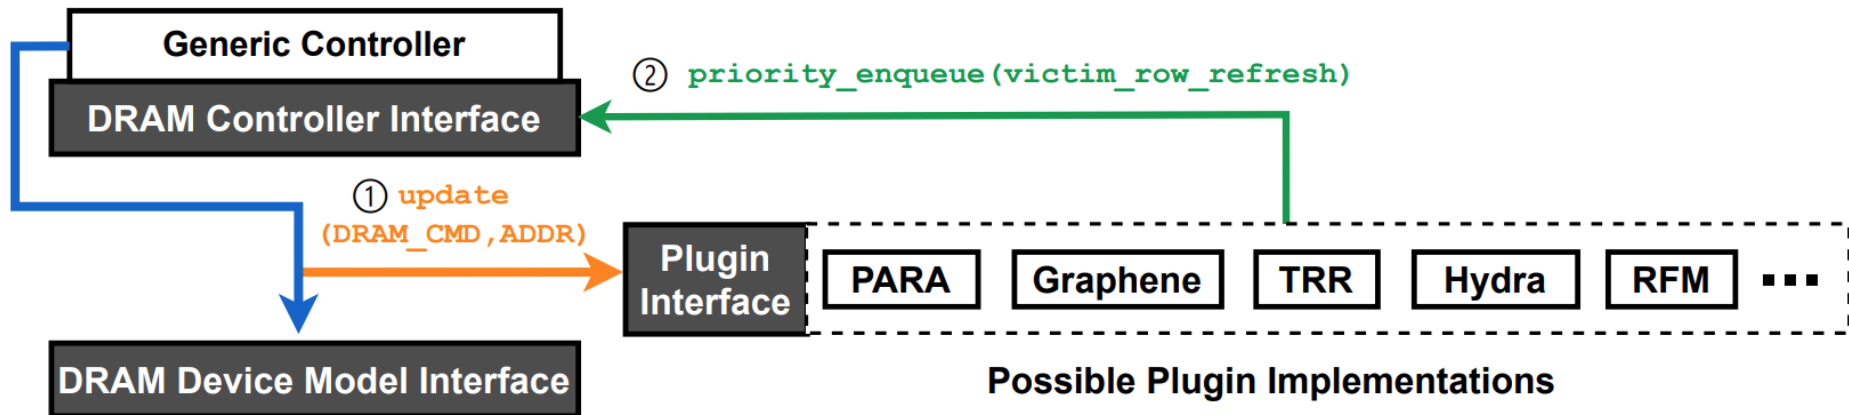 Generic Controller
DRAM Controller Interface
② priority_enqueue(victim_row_refresh)
① update
(DRAM_CMD,ADDR)
Plugin
Interface
PARA Graphene TRR Hydra RFM ...
DRAM Device Model Interface
Possible Plugin Implementations